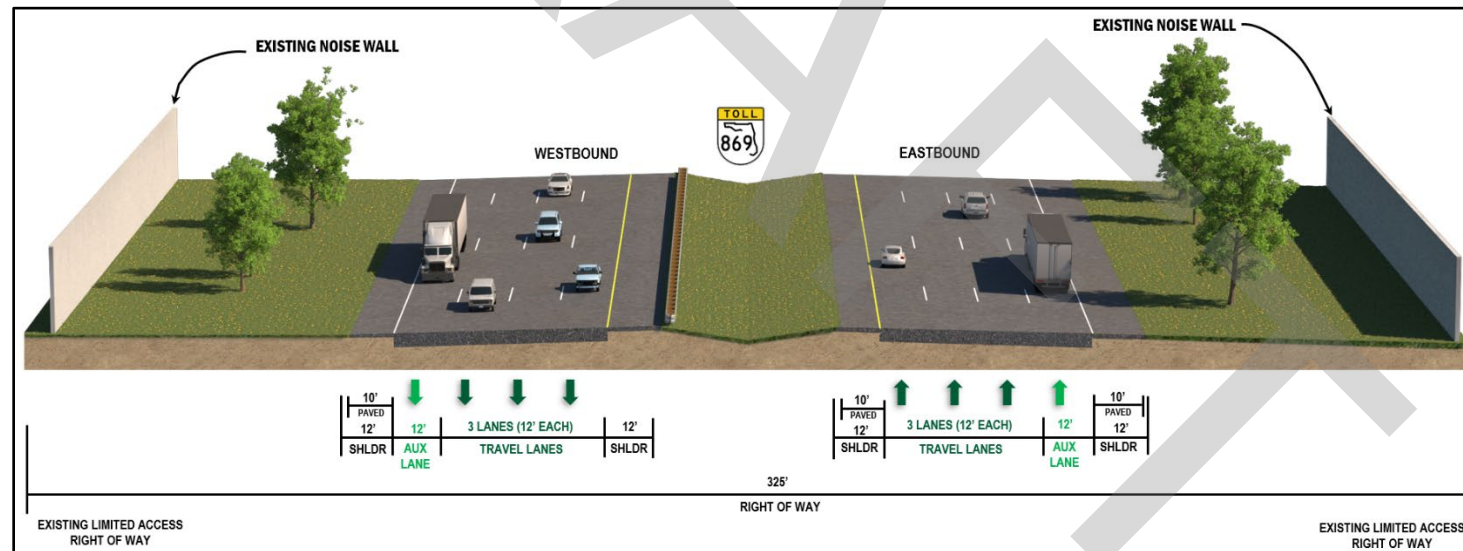 EXISTING NOISE WALL
EXISTING NOISE WALL
TOLL
869
WESTBOUND
EASTBOUND
10'
PAVED
12'
SHLDR
12'
AUX
LANE
3 LANES (12' EACH)
TRAVEL LANES
12'
SHLDR
10'
PAVED
12'
SHLDR
3 LANES (12' EACH)
TRAVEL LANES
12'
AUX
LANE
10'
PAVED
12'
SHLDR
325'
RIGHT OF WAY
EXISTING LIMITED ACCESS
RIGHT OF WAY
EXISTING LIMITED ACCESS
RIGHT OF WAY